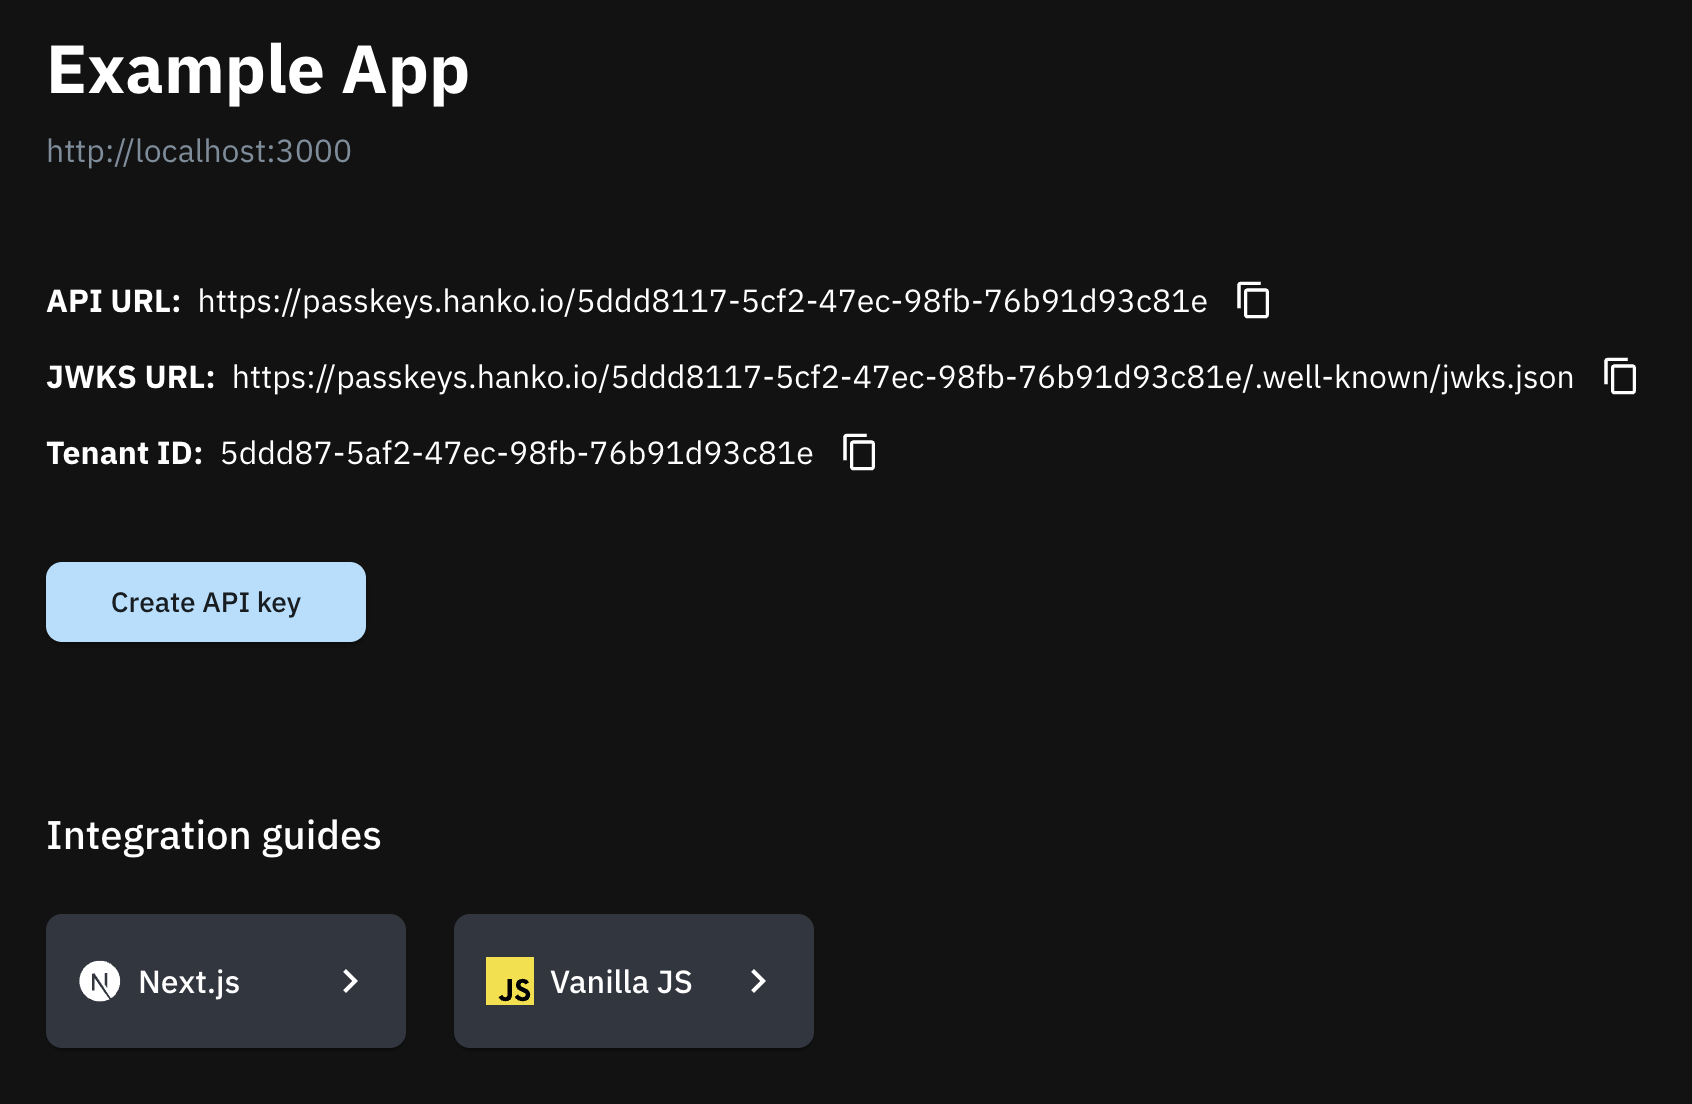 Example App
http://localhost:3000
API URL: https://passkeys.hanko.io/5ddd8117-5cf2-47ec-98fb-76b91d93c81e
JWKS URL: https://passkeys.hanko.io/5ddd8117-5cf2-47ec-98fb-76b91d93c81e/.well-known/jwks.json
Tenant ID: 5ddd87-5af2-47ec-98fb-76b91d93c81e
Create API key
Integration guides
N Next.js
JS Vanilla JS